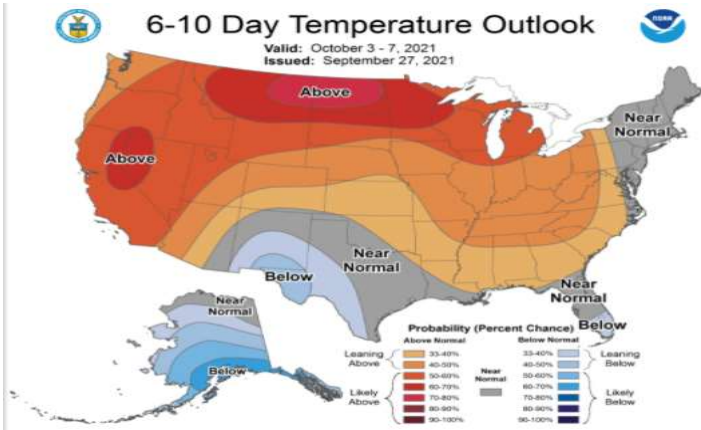 6-10 Day Temperature Outlook
NOAA
Valid: October 3 - 7, 2021
Issued: September 27, 2021
Above
Near
Normal
Above
Near
Normal
Below
Near
Normal
Below
Near
Normal
Below
Probability (Percent Chance)
Above Normal
Below Normal
Leaning
Above
33-40%
40-50%
Likely
Above
50-60%
60-70%
70-80%
80-90%
90-100%
Near
Normal
33-40%
40-50%
Leaning
Below
50-60%
60-70%
70-80%
80-90%
90-100%
Likely
Below